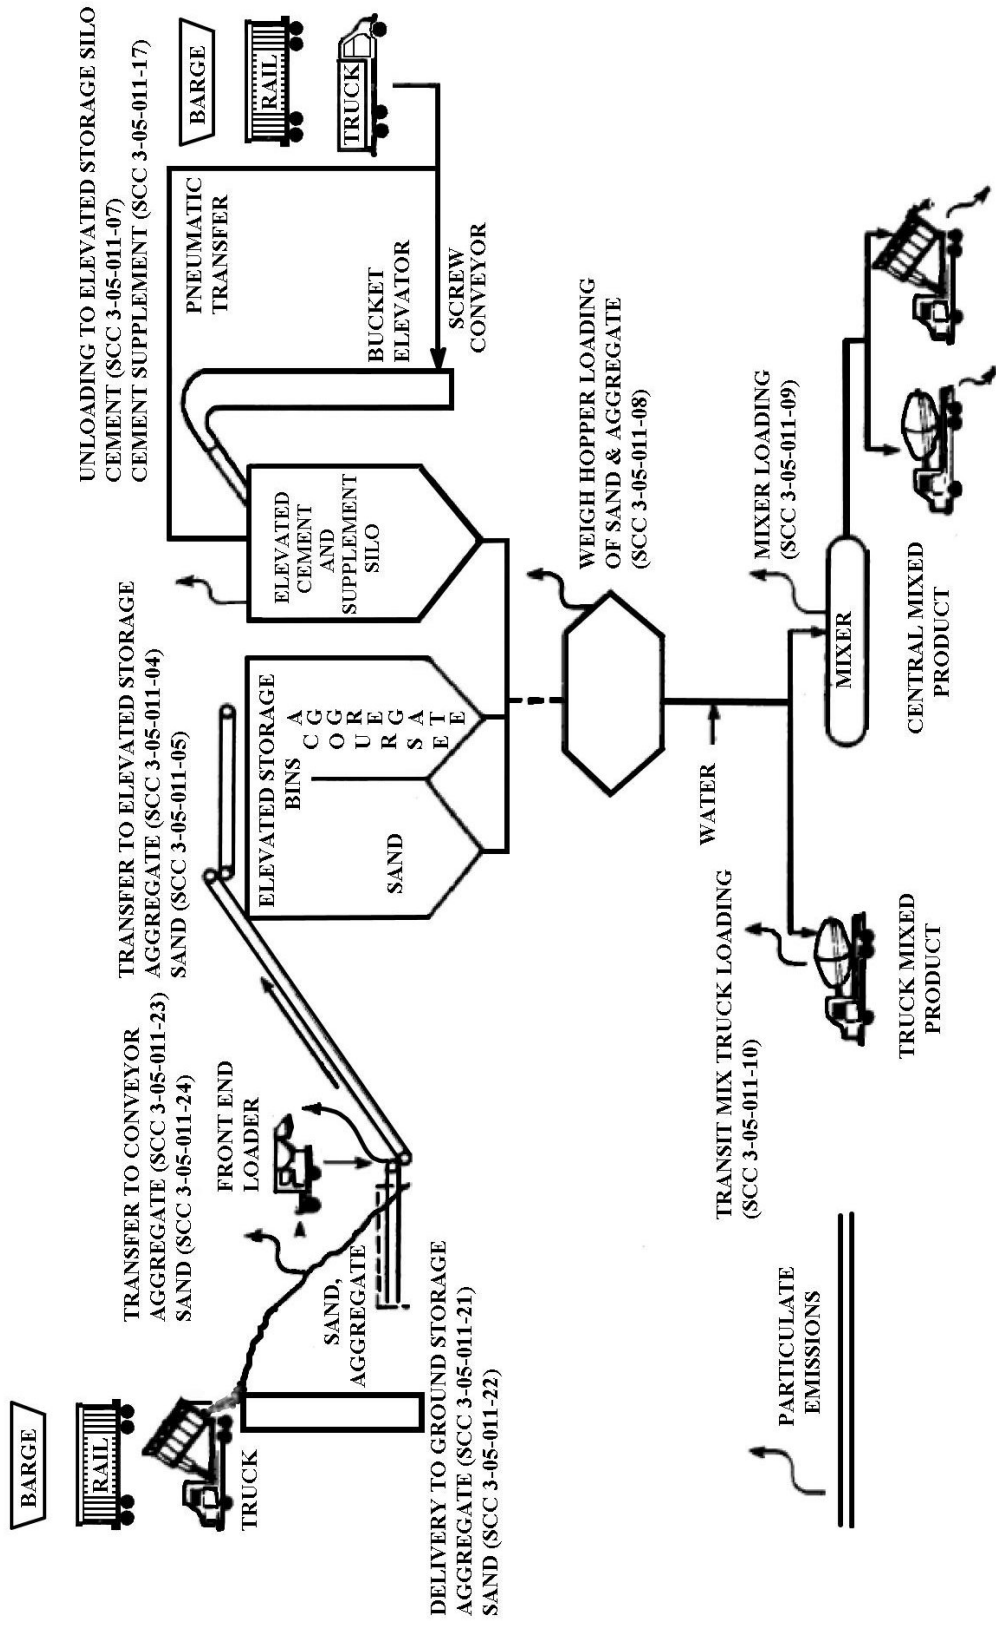 BARGE
RAIL
TRUCK
TRANSFER TO CONVEYOR
AGGREGATE (SCC 3-05-011-23)
SAND (SCC 3-05-011-24)
FRONT END
LOADER
SAND,
AGGREGATE
DELIVERY TO GROUND STORAGE
AGGREGATE (SCC 3-05-011-21)
SAND (SCC 3-05-011-22)
TRANSFER TO ELEVATED STORAGE
AGGREGATE (SCC 3-05-011-04)
SAND (SCC 3-05-011-05)
ELEVATED STORAGE
BINS
SAND
COURSE
AGGREGATE
UNLOADING TO ELEVATED STORAGE SILO
CEMENT (SCC 3-05-011-07)
CEMENT SUPPLEMENT (SCC 3-05-011-17)
PNEUMATIC
TRANSFER
ELEVATED
CEMENT
AND
SUPPLEMENT
SILO
BUCKET
ELEVATOR
SCREW
CONVEYOR
BARGE
RAIL
TRUCK
WEIGH HOPPER LOADING
OF SAND & AGGREGATE
(SCC 3-05-011-08)
WATER
TRANSIT MIX TRUCK LOADING
(SCC 3-05-011-10)
TRUCK MIXED
PRODUCT
MIXER LOADING
(SCC 3-05-011-09)
MIXER
CENTRAL MIXED
PRODUCT
PARTICULATE
EMISSIONS